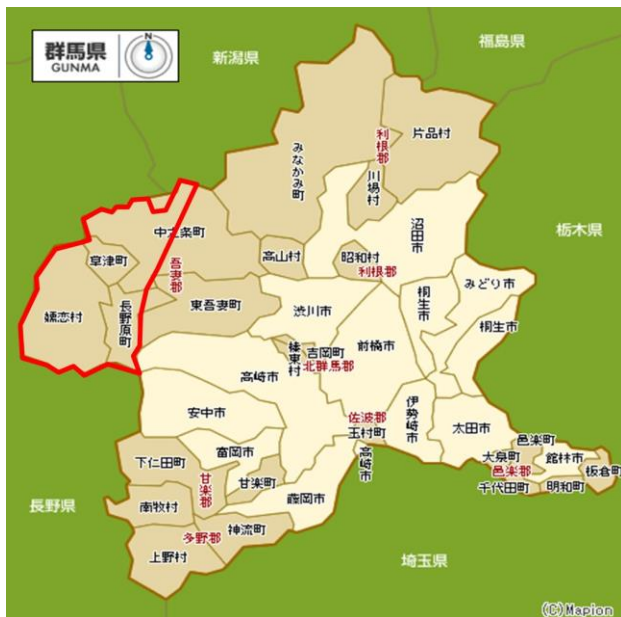 福島県
群馬県
GUNMA
新潟県
片品村
利根郡
みなかみ町
川場村
沼田市
栃木県
中之条町
昭和村
高山村
利根郡
草津町
吾妻郡
みどり市
桐生市
嬬恋村
長野原町
東吾妻町
渋川市
桐生市
榛東村
吉岡町
前橋市
北群馬郡
高崎市
伊勢崎市
安中市
佐波郡
玉村町
太田市
邑楽町
富岡市
高崎市
大泉町
館林市
下仁田町
邑楽郡
板倉町
甘楽郡
甘楽町
千代田町
明和町
藤岡市
長野県
南牧村
神流町
多野郡
上野村
埼玉県
(C)Mapion